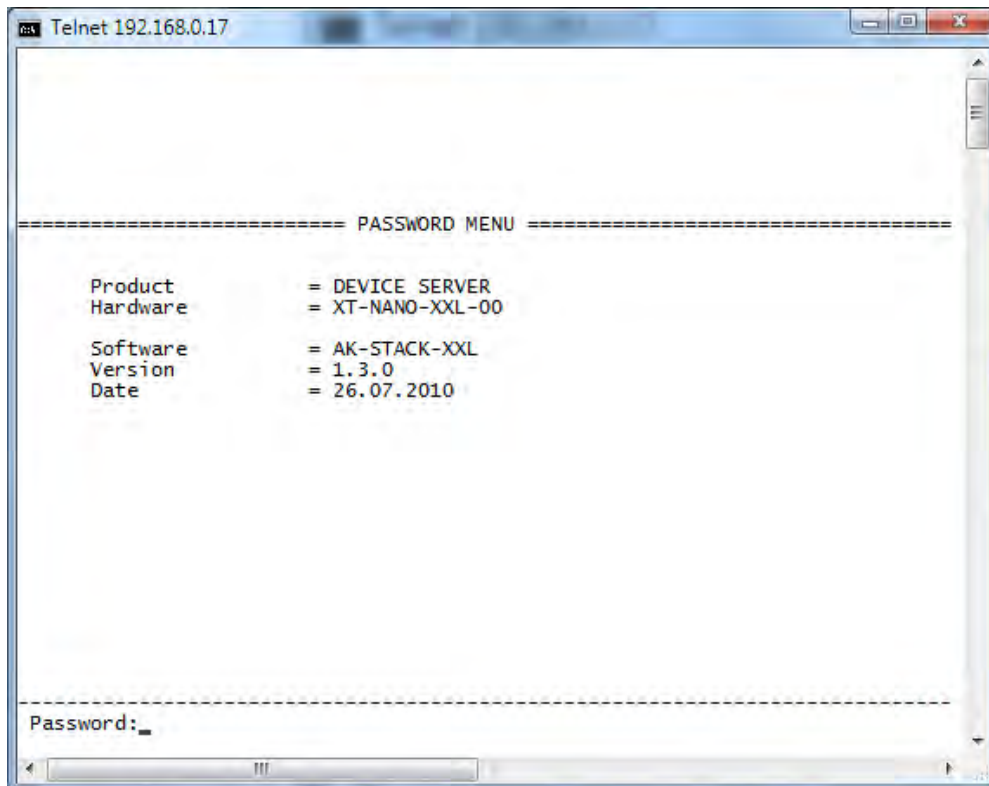 Telnet 192.168.0.17
=========================== PASSWORD MENU ===================================
Product = DEVICE SERVER
Hardware = XT-NANO-XXL-00
Software = AK-STACK-XXL
Version = 1.3.0
Date = 26.07.2010
Password:_